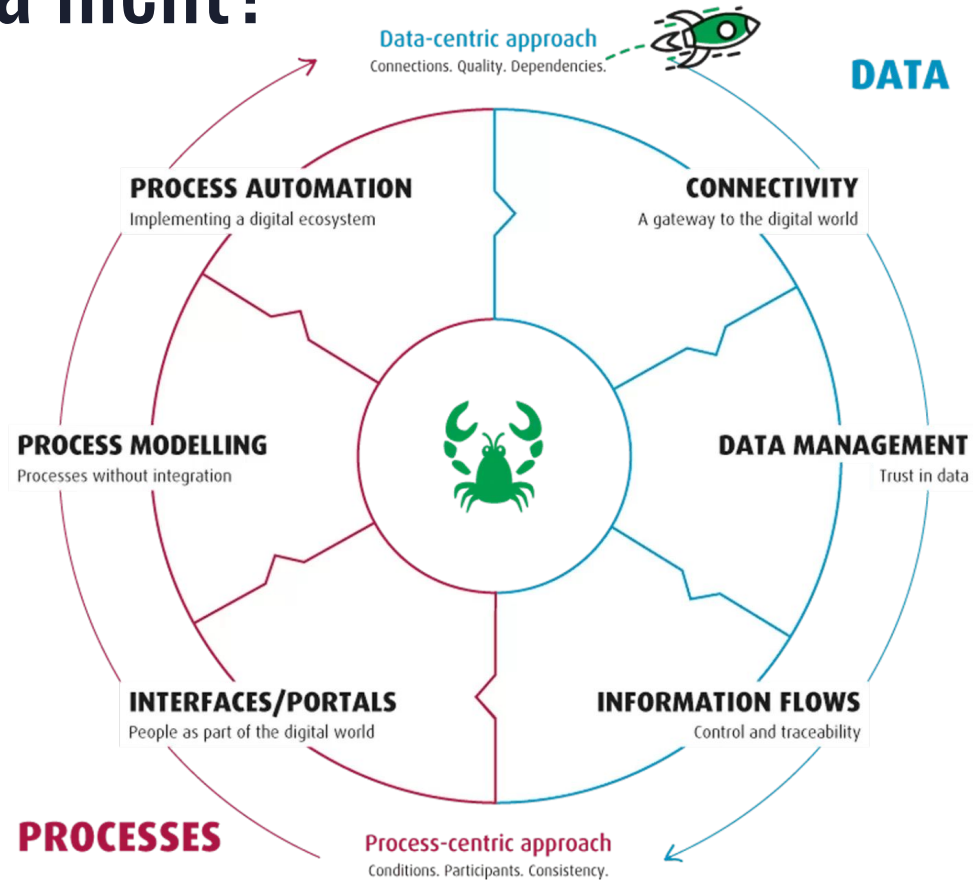 Data-centric approach
Connections. Quality. Dependencies.
DATA
PROCESS AUTOMATION
Implementing a digital ecosystem
CONNECTIVITY
A gateway to the digital world
PROCESS MODELLING
Processes without integration
DATA MANAGEMENT
Trust in data
INTERFACES/PORTALS
People as part of the digital world
INFORMATION FLOWS
Control and traceability
PROCESSES
Process-centric approach
Conditions. Participants. Consistency.